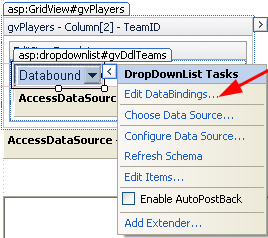 asp:GridView#gvPlayers
gvPlayers - Column[2] - TeamID
asp:dropdownlist#gvDdlTeams
Databound
DropDownList Tasks
Edit DataBindings...
AccessDataSource
Choose Data Source...
Configure Data Source...
AccessDataSource -
Refresh Schema
Edit Items...
Enable AutoPostBack
Add Extender...